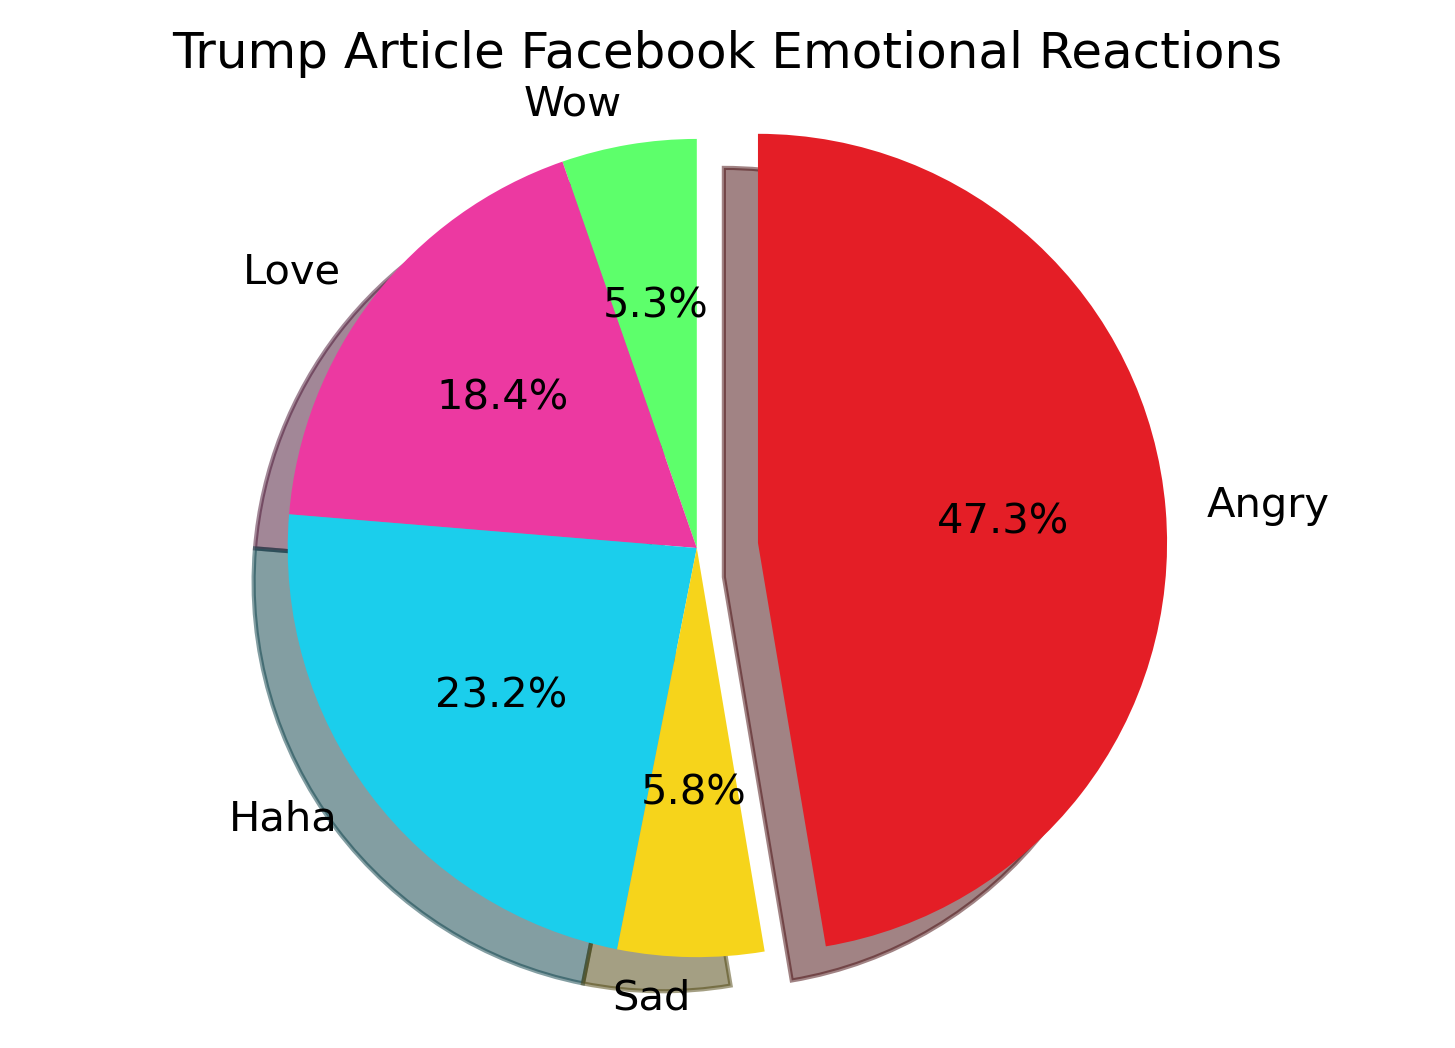 Trump Article Facebook Emotional Reactions
Wow
Love
5.3%
18.4%
Angry
47.3%
23.2%
5.8%
Haha
Sad